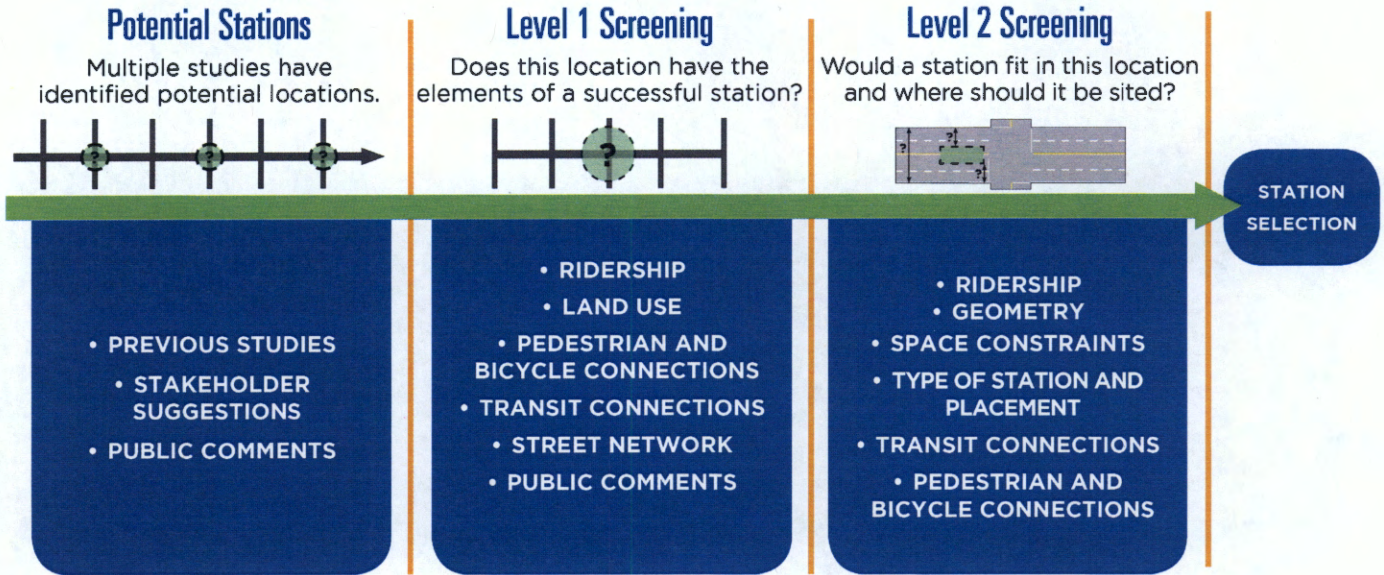 Potential Stations
Multiple studies have
identified potential locations.
?
?
?
• PREVIOUS STUDIES
• STAKEHOLDER
SUGGESTIONS
• PUBLIC COMMENTS
Level 1 Screening
Does this location have the
elements of a successful station?
?
• RIDERSHIP
• LAND USE
• PEDESTRIAN AND
BICYCLE CONNECTIONS
• TRANSIT CONNECTIONS
• STREET NETWORK
• PUBLIC COMMENTS
Level 2 Screening
Would a station fit in this location
and where should it be sited?
?
?
?
• RIDERSHIP
• GEOMETRY
• SPACE CONSTRAINTS
• TYPE OF STATION AND
PLACEMENT
• TRANSIT CONNECTIONS
• PEDESTRIAN AND
BICYCLE CONNECTIONS
STATION
SELECTION